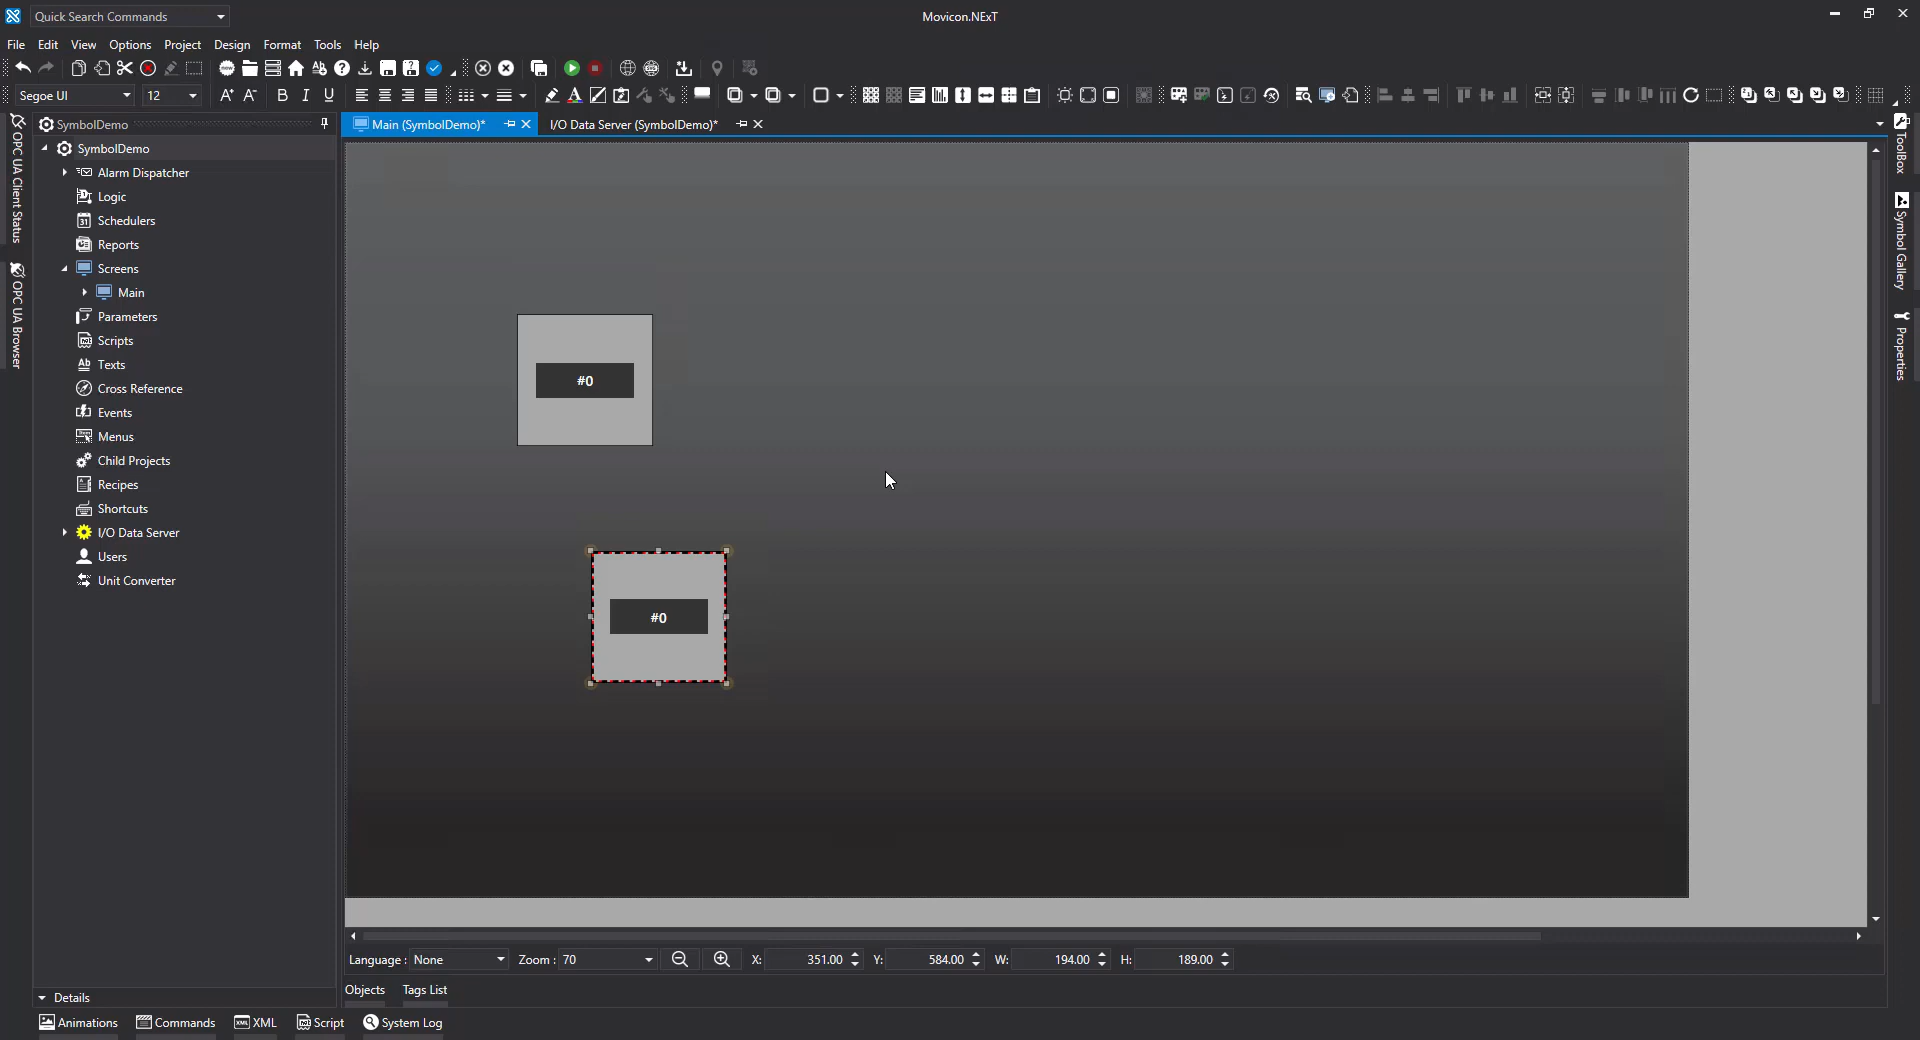 Quick Search Commands
Movicon.NExT
File Edit View Options Project Design Format Tools Help
Segoe UI 12 A+ A- B I U
SymbolDemo
Main (SymbolDemo)*
I/O Data Server (SymbolDemo)*
OPC UA Client Status
OPC UA Browser
SymbolDemo
Alarm Dispatcher
Logic
Schedulers
Reports
Screens
Main
Parameters
Scripts
Texts
Cross Reference
Events
Menus
Child Projects
Recipes
Shortcuts
I/O Data Server
Users
Unit Converter
Details
#0
#0
ToolBox
Symbol Gallery
Properties
Language : None Zoom : 70 X: 351.00 Y: 584.00 W: 194.00 H: 189.00
Objects Tags List
Animations Commands XML Script System Log